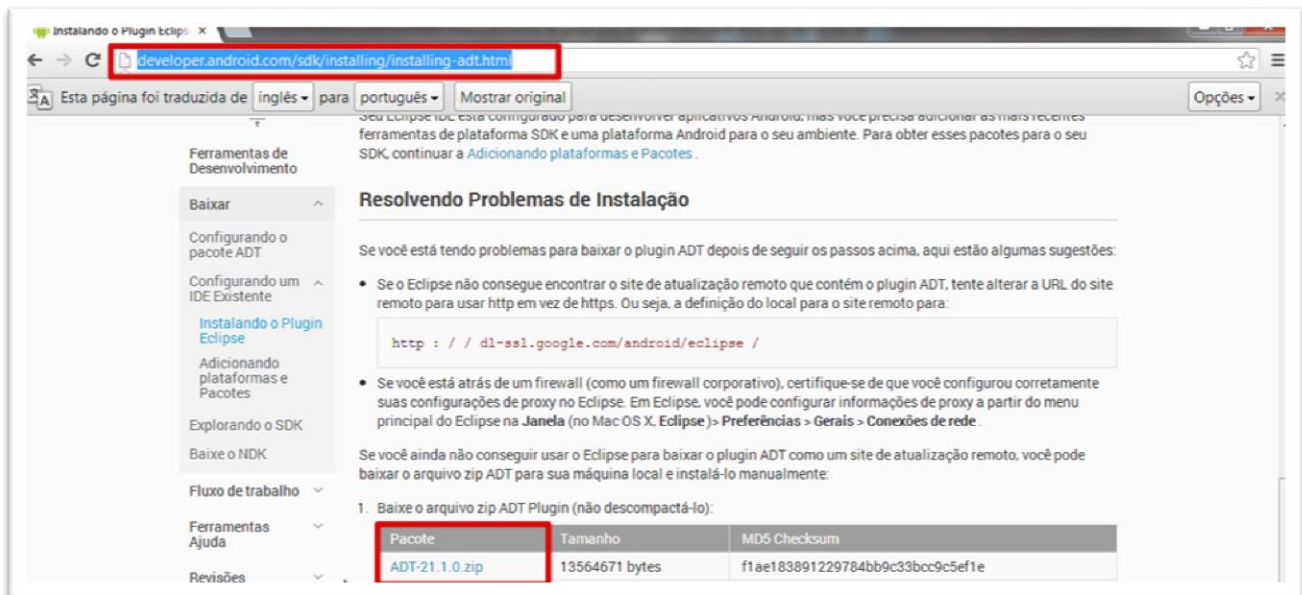 Instalando o Plugin Eclips
developer.android.com/sdk/installing/installing-adt.html
Esta página foi traduzida de inglês para português Mostrar original Opções
Seu Eclipse IDE está configurado para desenvolver aplicativos Android, mas você precisa adicionar as mais recentes
ferramentas de plataforma SDK e uma plataforma Android para o seu ambiente. Para obter esses pacotes para o seu
SDK, continuar a Adicionando plataformas e Pacotes .
Ferramentas de
Desenvolvimento
Baixar
Configurando o
pacote ADT
Configurando um
IDE Existente
Instalando o Plugin
Eclipse
Adicionando
plataformas e
Pacotes
Explorando o SDK
Baixe o NDK
Fluxo de trabalho
Ferramentas
Ajuda
Revisões
Resolvendo Problemas de Instalação
Se você está tendo problemas para baixar o plugin ADT depois de seguir os passos acima, aqui estão algumas sugestões:
• Se o Eclipse não consegue encontrar o site de atualização remoto que contém o plugin ADT, tente alterar a URL do site
remoto para usar http em vez de https. Ou seja, a definição do local para o site remoto para:
http : / / dl-ssl.google.com/android/eclipse /
• Se você está atrás de um firewall (como um firewall corporativo), certifique-se de que você configurou corretamente
suas configurações de proxy no Eclipse. Em Eclipse, você pode configurar informações de proxy a partir do menu
principal do Eclipse na Janela (no Mac OS X, Eclipse )> Preferências > Gerais > Conexões de rede .
Se você ainda não conseguir usar o Eclipse para baixar o plugin ADT como um site de atualização remoto, você pode
baixar o arquivo zip ADT para sua máquina local e instalá-lo manualmente:
1. Baixe o arquivo zip ADT Plugin (não descompactá-lo):
Pacote Tamanho MD5 Checksum
ADT-21.1.0.zip 13564671 bytes f1ae183891229784bb9c33bcc9c5ef1e